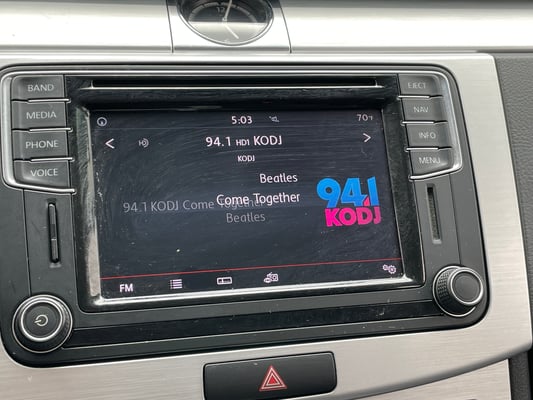 12
BAND
EJECT
MEDIA
NAV
PHONE
INFO
VOICE
MENU
5:03
70°F
< 94.1 HD1 KODJ >
KODJ
Beatles
Come Together
94.1 KODJ Come Together
Beatles
94.1
KODJ
FM